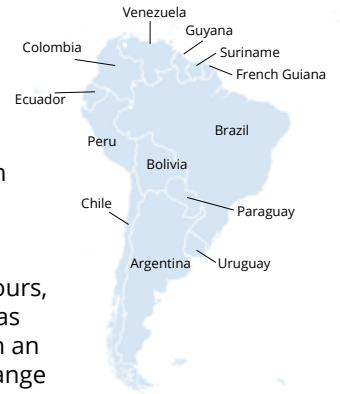 Venezuela
Guyana
Colombia
Suriname
French Guiana
Ecuador
Brazil
Peru
Bolivia
Chile
Paraguay
Argentina
Uruguay
n
ours,
as
n an
ange